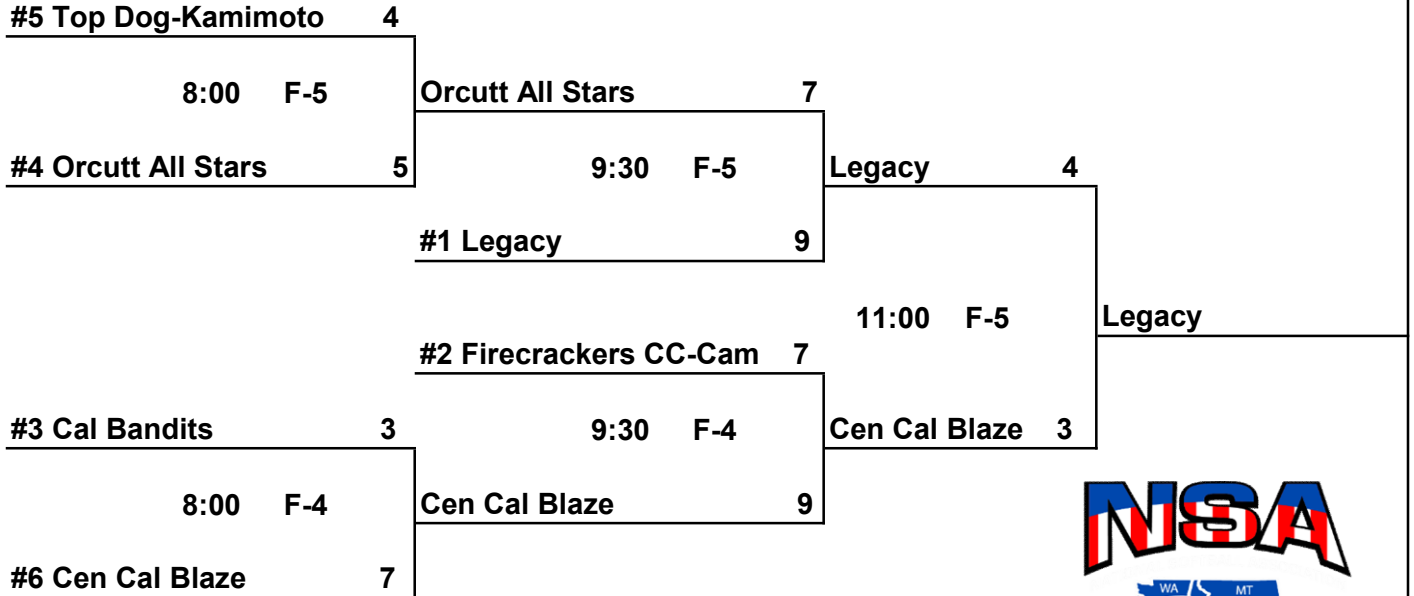 #5 Top Dog-Kamimoto 4
8:00 F-5
Orcutt All Stars 7
#4 Orcutt All Stars 5
9:30 F-5
Legacy 4
#1 Legacy 9
11:00 F-5
Legacy
#2 Firecrackers CC-Cam 7
#3 Cal Bandits 3
9:30 F-4
Cen Cal Blaze 3
8:00 F-4
Cen Cal Blaze 9
NSA
#6 Cen Cal Blaze 7
WA MT